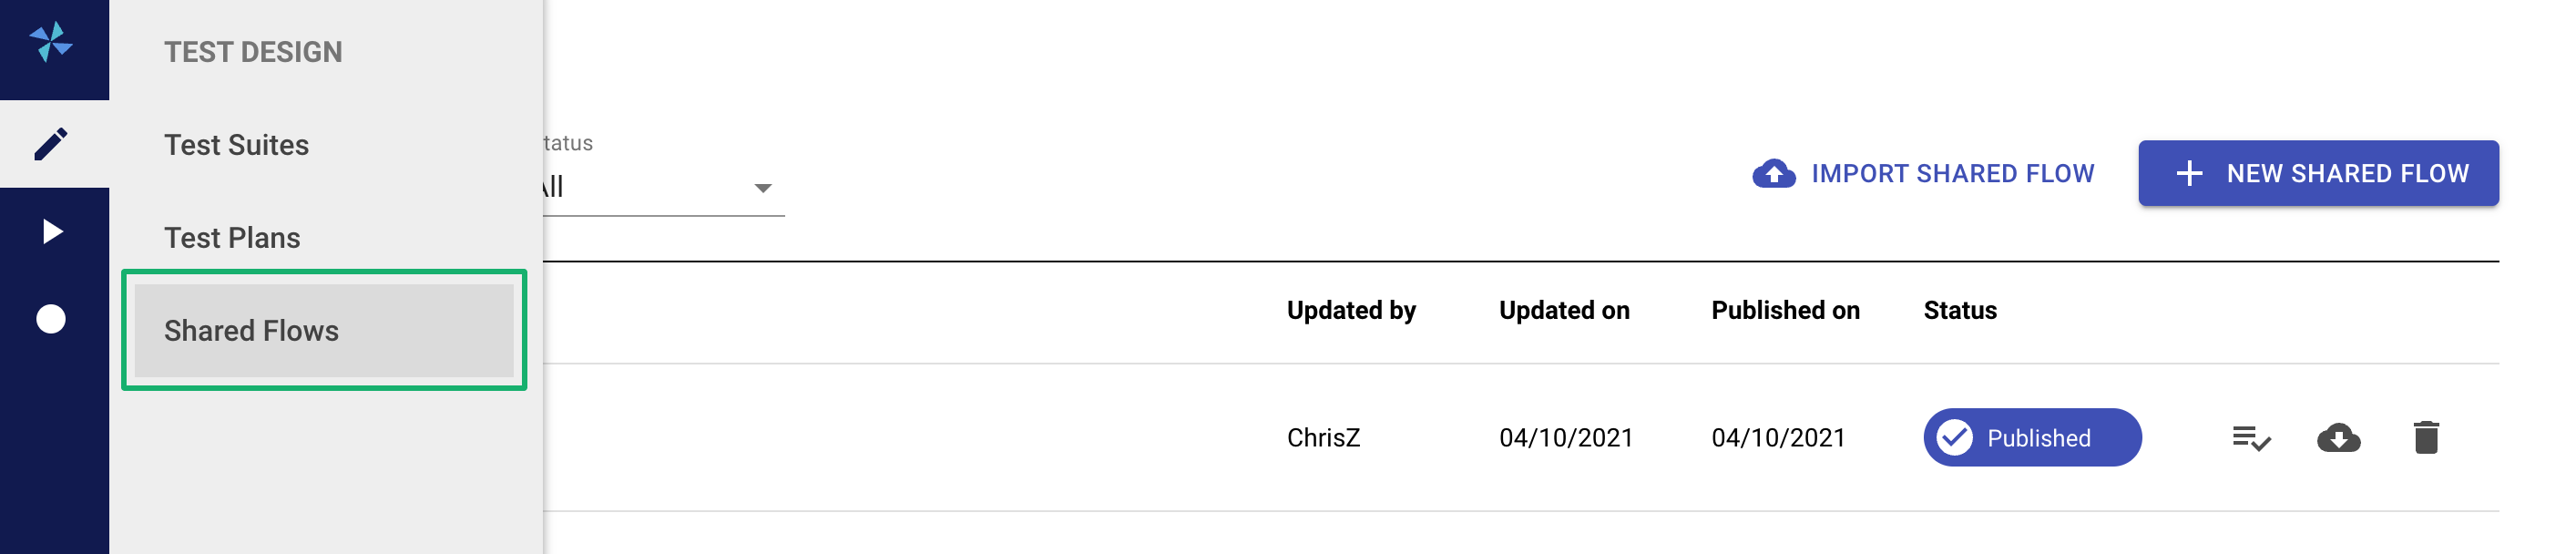 TEST DESIGN
Test Suites
Test Plans
Shared Flows
tatus
All
IMPORT SHARED FLOW
NEW SHARED FLOW
Updated by Updated on Published on Status
ChrisZ 04/10/2021 04/10/2021 Published